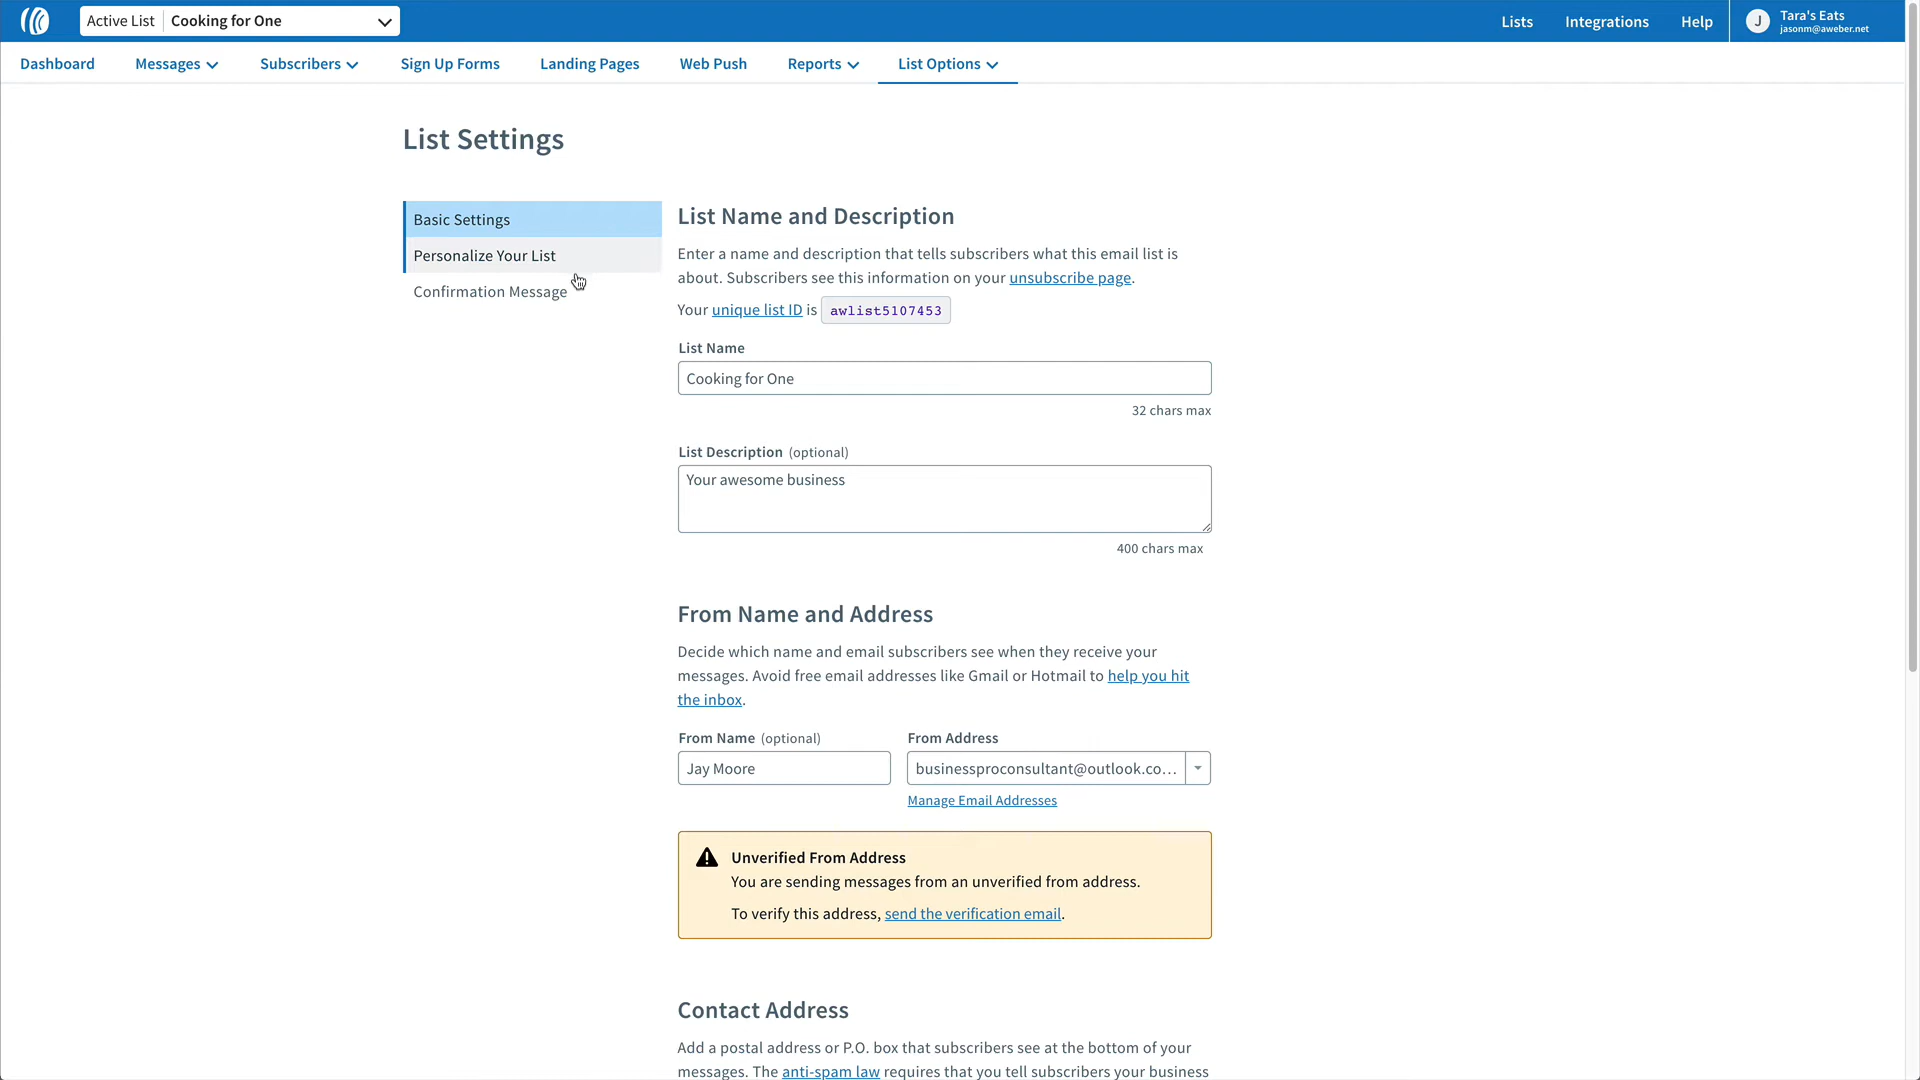 Active List Cooking for One
Lists Integrations Help J Tara's Eats
jasonm@aweber.net
Dashboard Messages Subscribers Sign Up Forms Landing Pages Web Push Reports List Options
List Settings
Basic Settings
Personalize Your List
Confirmation Message
List Name and Description
Enter a name and description that tells subscribers what this email list is
about. Subscribers see this information on your unsubscribe page.
Your unique list ID is awlist5107453
List Name
Cooking for One
32 chars max
List Description (optional)
Your awesome business
400 chars max
From Name and Address
Decide which name and email subscribers see when they receive your
messages. Avoid free email addresses like Gmail or Hotmail to help you hit
the inbox.
From Name (optional) From Address
Jay Moore businessproconsultant@outlook.co...
Manage Email Addresses
Unverified From Address
You are sending messages from an unverified from address.
To verify this address, send the verification email.
Contact Address
Add a postal address or P.O. box that subscribers see at the bottom of your
messages. The anti-spam law requires that you tell subscribers your business